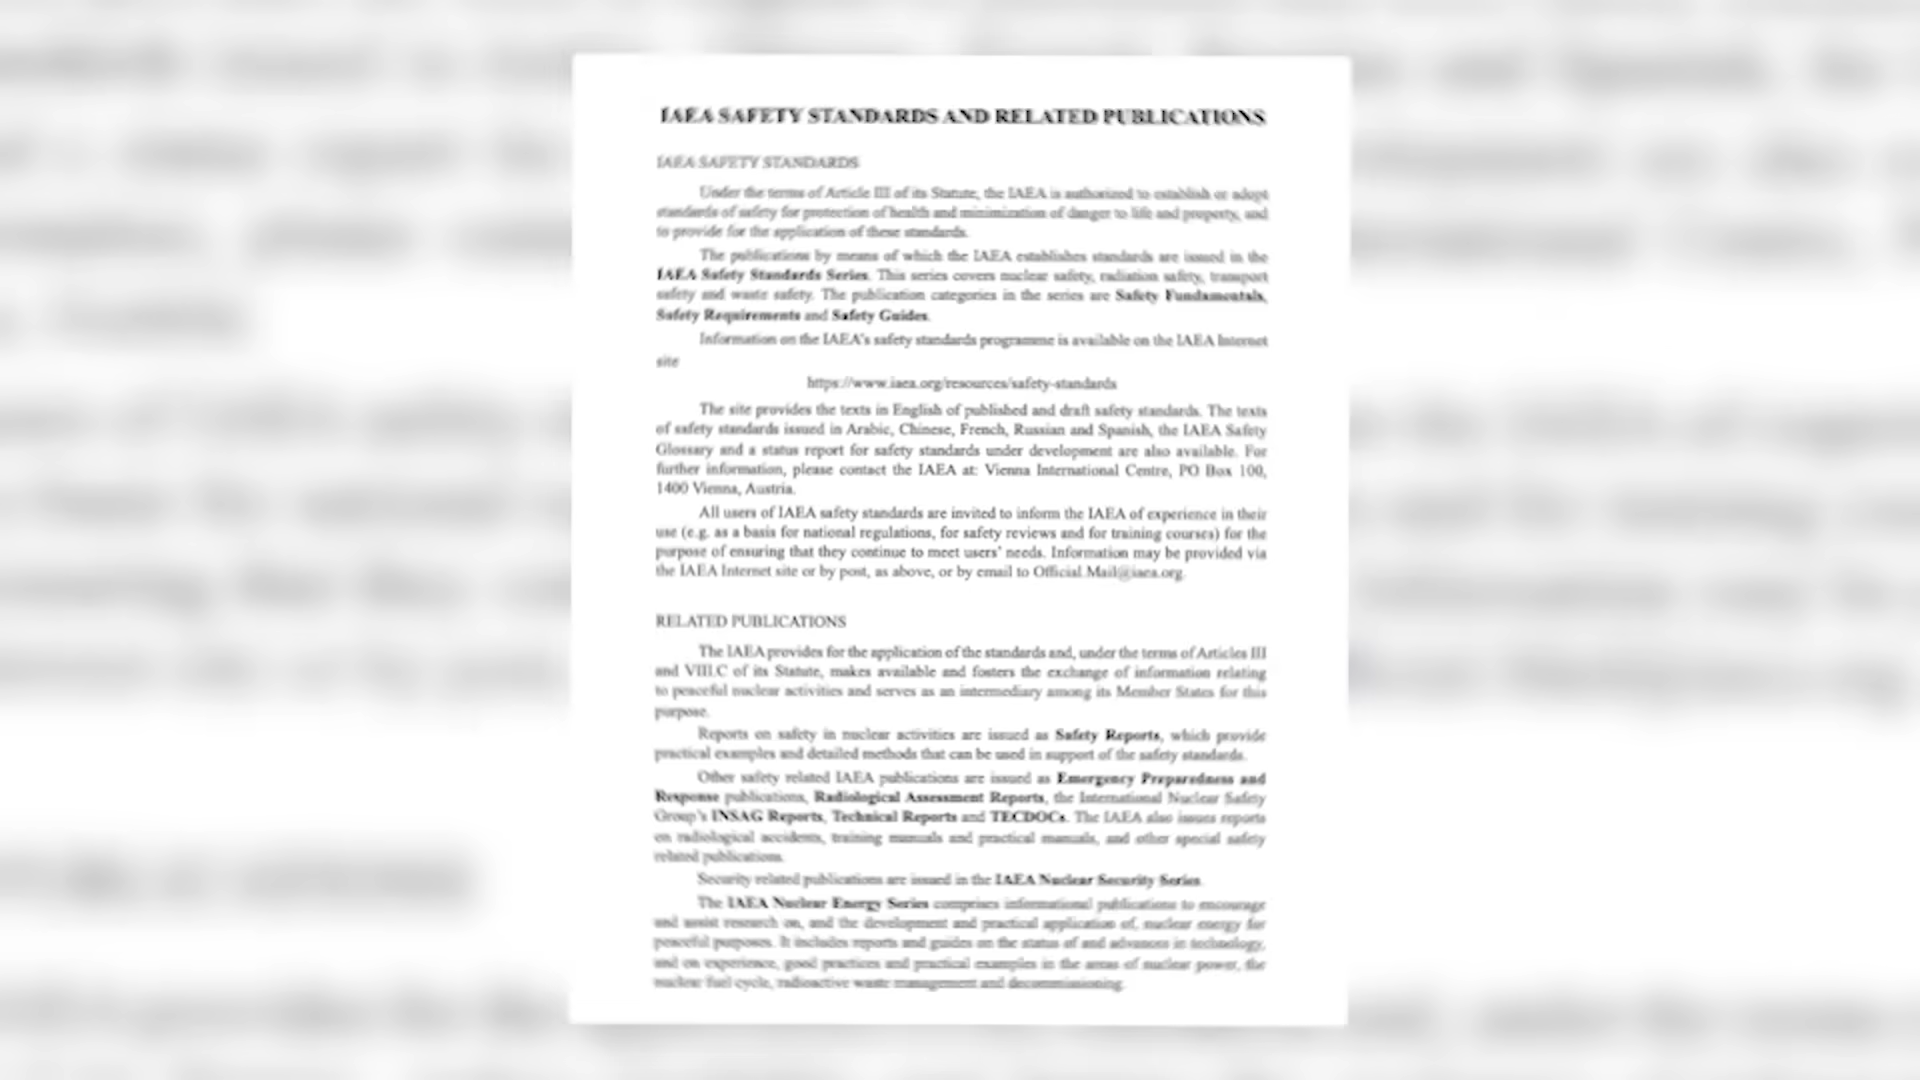 IAEA SAFETY STANDARDS AND RELATED PUBLICATIONS
IAEA SAFETY STANDARDS
Under the terms of Article III of its Statute, the IAEA is authorized to establish or adopt
standards of safety for protection of health and minimization of danger to life and property, and
to provide for the application of these standards.
The publications by means of which the IAEA establishes standards are issued in the
IAEA Safety Standards Series. This series covers nuclear safety, radiation safety, transport
safety and waste safety. The publication categories in the series are Safety Fundamentals,
Safety Requirements and Safety Guides.
Information on the IAEA's safety standards programme is available on the IAEA Internet
site
https://www.iaea.org/resources/safety-standards
The site provides the texts in English of published and draft safety standards. The texts
of safety standards issued in Arabic, Chinese, French, Russian and Spanish, the IAEA Safety
Glossary and a status report for safety standards under development are also available. For
further information, please contact the IAEA at: Vienna International Centre, PO Box 100,
1400 Vienna, Austria.
All users of IAEA safety standards are invited to inform the IAEA of experience in their
use (e.g. as a basis for national regulations, for safety reviews and for training courses) for the
purpose of ensuring that they continue to meet users' needs. Information may be provided via
the IAEA Internet site or by post, as above, or by email to Official.Mail@iaea.org.
RELATED PUBLICATIONS
The IAEA provides for the application of the standards and, under the terms of Articles III
and VIII.C of its Statute, makes available and fosters the exchange of information relating
to peaceful nuclear activities and serves as an intermediary among its Member States for this
purpose.
Reports on safety in nuclear activities are issued as Safety Reports, which provide
practical examples and detailed methods that can be used in support of the safety standards.
Other safety related IAEA publications are issued as Emergency Preparedness and
Response publications, Radiological Assessment Reports, the International Nuclear Safety
Group's INSAG Reports, Technical Reports and TECDOCs. The IAEA also issues reports
on radiological accidents, training manuals and practical manuals, and other special safety
related publications.
Security related publications are issued in the IAEA Nuclear Security Series.
The IAEA Nuclear Energy Series comprises informational publications to encourage
and assist research on, and the development and practical application of, nuclear energy for
peaceful purposes. It includes reports and guides on the status of and advances in technology,
and on experience, good practices and practical examples in the areas of nuclear power, the
nuclear fuel cycle, radioactive waste management and decommissioning.